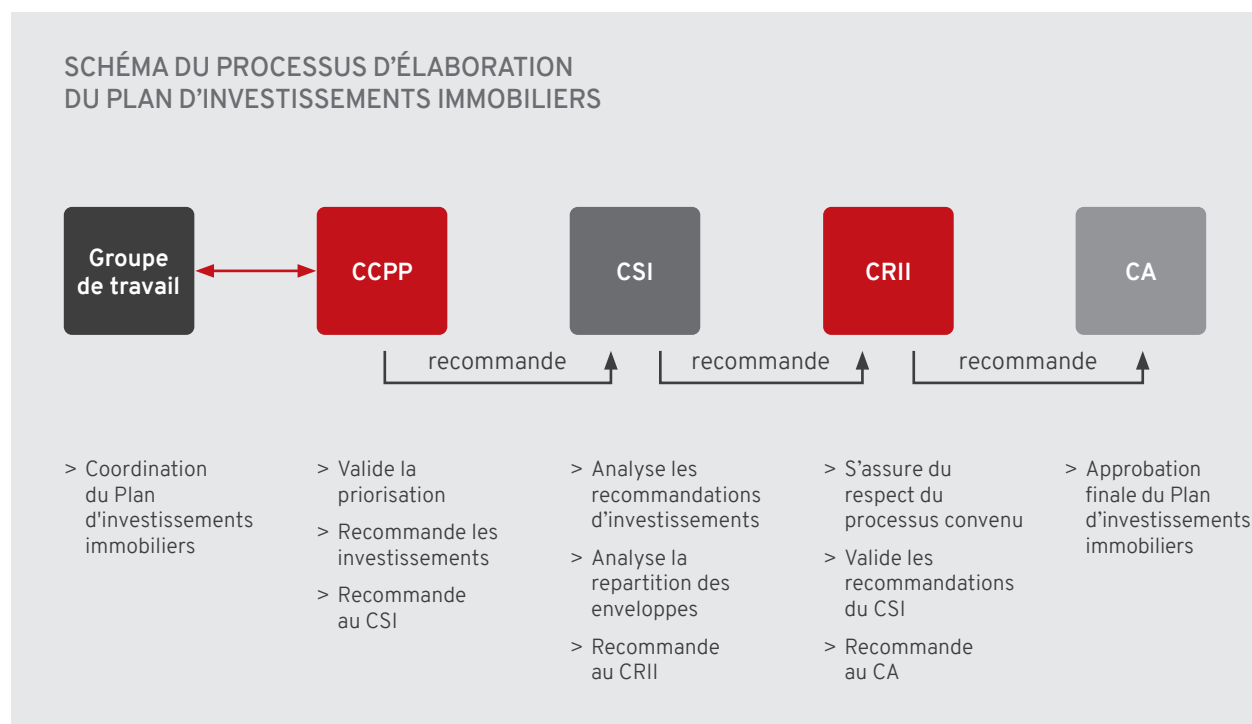 SCHÉMA DU PROCESSUS D'ÉLABORATION
DU PLAN D'INVESTISSEMENTS IMMOBILIERS
Groupe
de travail
CCPP
CSI
CRII
CA
recommande
recommande
recommande
> Coordination
du Plan
d'investissements
immobiliers
> Valide la
priorisation
> Recommande les
investissements
> Recommande
au CSI
> Analyse les
recommandations
d'investissements
> Analyse la
repartition des
enveloppes
> Recommande
au CRII
> S'assure du
respect du
processus convenu
> Valide les
recommandations
du CSI
> Recommande
au CA
> Approbation
finale du Plan
d'investissements
immobiliers